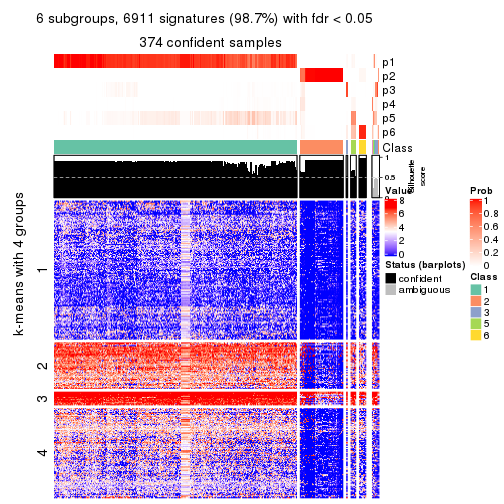 6 subgroups, 6911 signatures (98.7%) with fdr < 0.05
374 confident samples
p1
p2
p3
p4
p5
p6
Class
1
0.5
0
Silhouette
score
k-means with 4 groups
1
2
3
4
Value
8
6
4
2
0
Status (barplots)
confident
ambiguous
Prob
1
0.8
0.6
0.4
0.2
0
Class
1
2
3
5
6